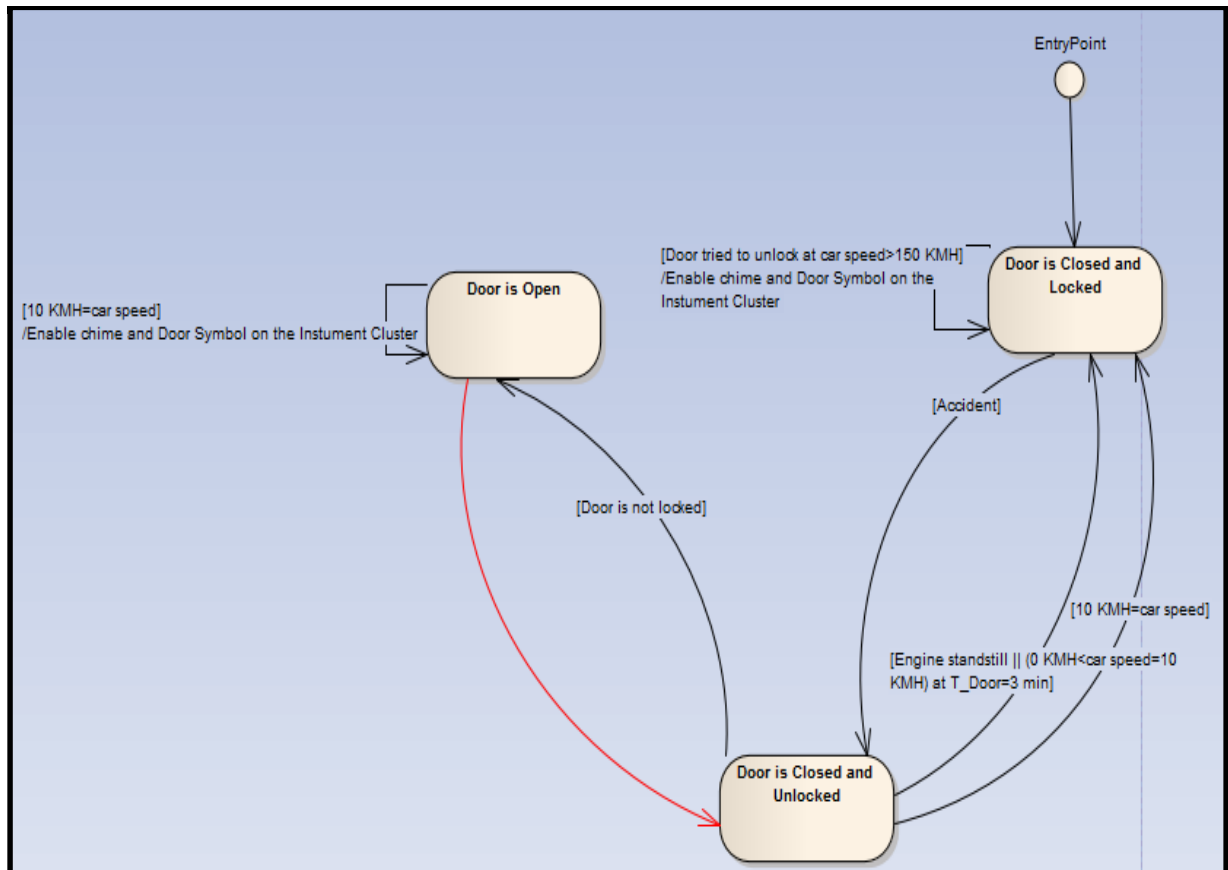 EntryPoint
[Door tried to unlock at car speed>150 KMH]
/Enable chime and Door Symbol on the
Instument Cluster
Door is Closed and
Locked
Door is Open
[10 KMH=car speed]
/Enable chime and Door Symbol on the Instument Cluster
[Accident]
[Door is not locked]
[10 KMH=car speed]
[Engine standstill || (0 KMH<car speed=10
KMH) at T_Door=3 min]
Door is Closed and
Unlocked